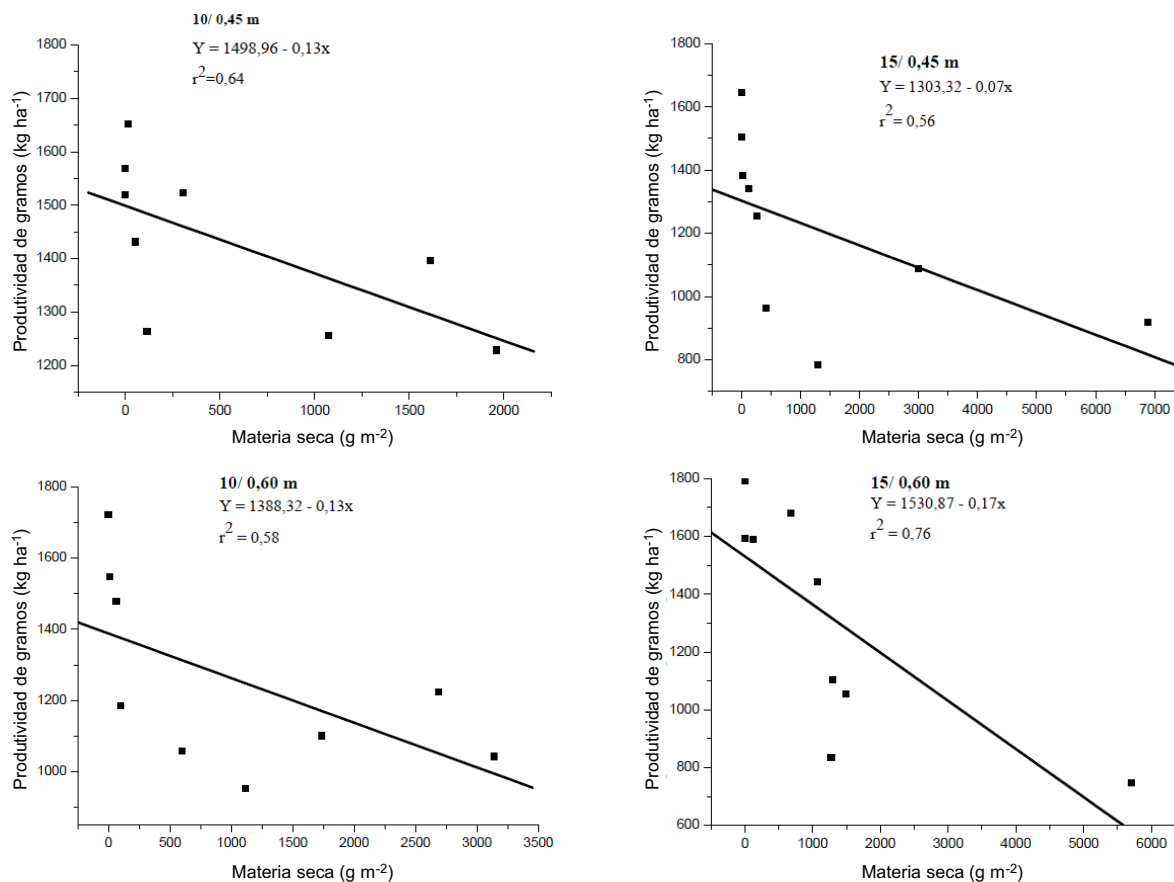 10/ 0,45 m
Y = 1498,96 - 0,13x
r²=0,64
Produtividad de gramos (kg ha⁻¹)
1800
1700
1600
1500
1400
1300
1200
0 500 1000 1500 2000
Materia seca (g m⁻²)
15/ 0,45 m
Y = 1303,32 - 0,07x
r² = 0,56
Produtividad de gramos (kg ha⁻¹)
1800
1600
1400
1200
1000
800
0 1000 2000 3000 4000 5000 6000 7000
Materia seca (g m⁻²)
10/ 0,60 m
Y = 1388,32 - 0,13x
r² = 0,58
Produtividad de gramos (kg ha⁻¹)
1800
1600
1400
1200
1000
0 500 1000 1500 2000 2500 3000 3500
Materia seca (g m⁻²)
15/ 0,60 m
Y = 1530,87 - 0,17x
r² = 0,76
Produtividad de gramos (kg ha⁻¹)
1800
1600
1400
1200
1000
800
600
0 1000 2000 3000 4000 5000 6000
Materia seca (g m⁻²)